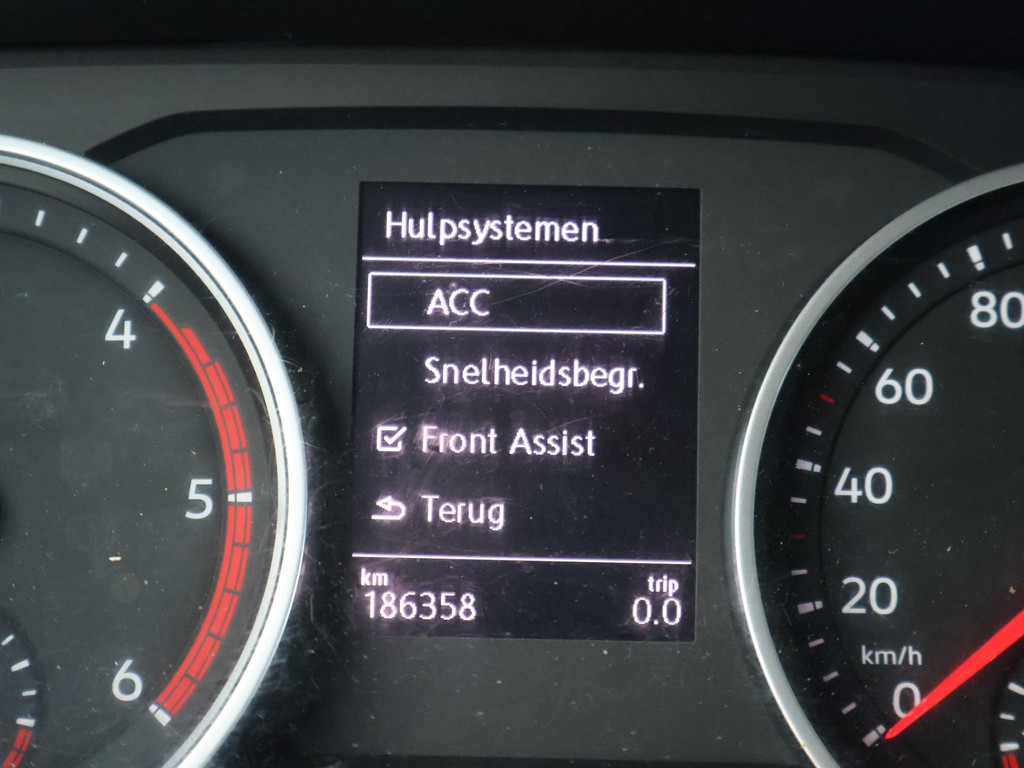 Hulpsystemen
ACC
Snelheidsbegr.
Front Assist
Terug
km
186358
trip
0.0
4
5
6
80
60
40
20
km/h
0